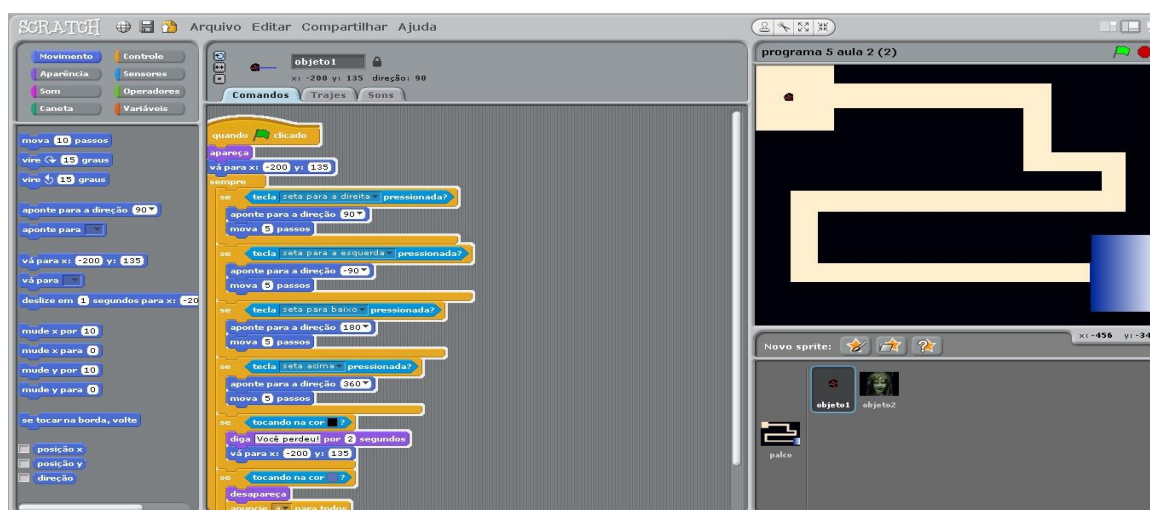 SCRATCH Arquivo Editar Compartilhar Ajuda
Movimento Controle
Aparência Sensores
Som Operadores
Caneta Variáveis
mova 10 passos
vire 15 graus
vire 15 graus
aponte para a direção 90
aponte para
vá para x: -200 y: 135
vá para
deslize em 1 segundos para x: -20
mude x por 10
mude x para 0
mude y por 10
mude y para 0
se tocar na borda, volte
posição x
posição y
direção
objeto1
x: -200 y: 135 direção: 90
Comandos Trajes Sons
quando clicado
apareça
vá para x: -200 y: 135
sempre
se tecla seta para a direita pressionada?
aponte para a direção 90
mova 5 passos
se tecla seta para a esquerda pressionada?
aponte para a direção -90
mova 5 passos
se tecla seta para baixo pressionada?
aponte para a direção 180
mova 5 passos
se tecla seta acima pressionada?
aponte para a direção 360
mova 5 passos
se tocando na cor ?
diga Você perdeu! por 2 segundos
vá para x: -200 y: 135
se tocando na cor ?
desapareça
anuncie a para todos
programa 5 aula 2 (2)
x: -456 y: -34
Novo sprite:
objeto1 objeto2
palco